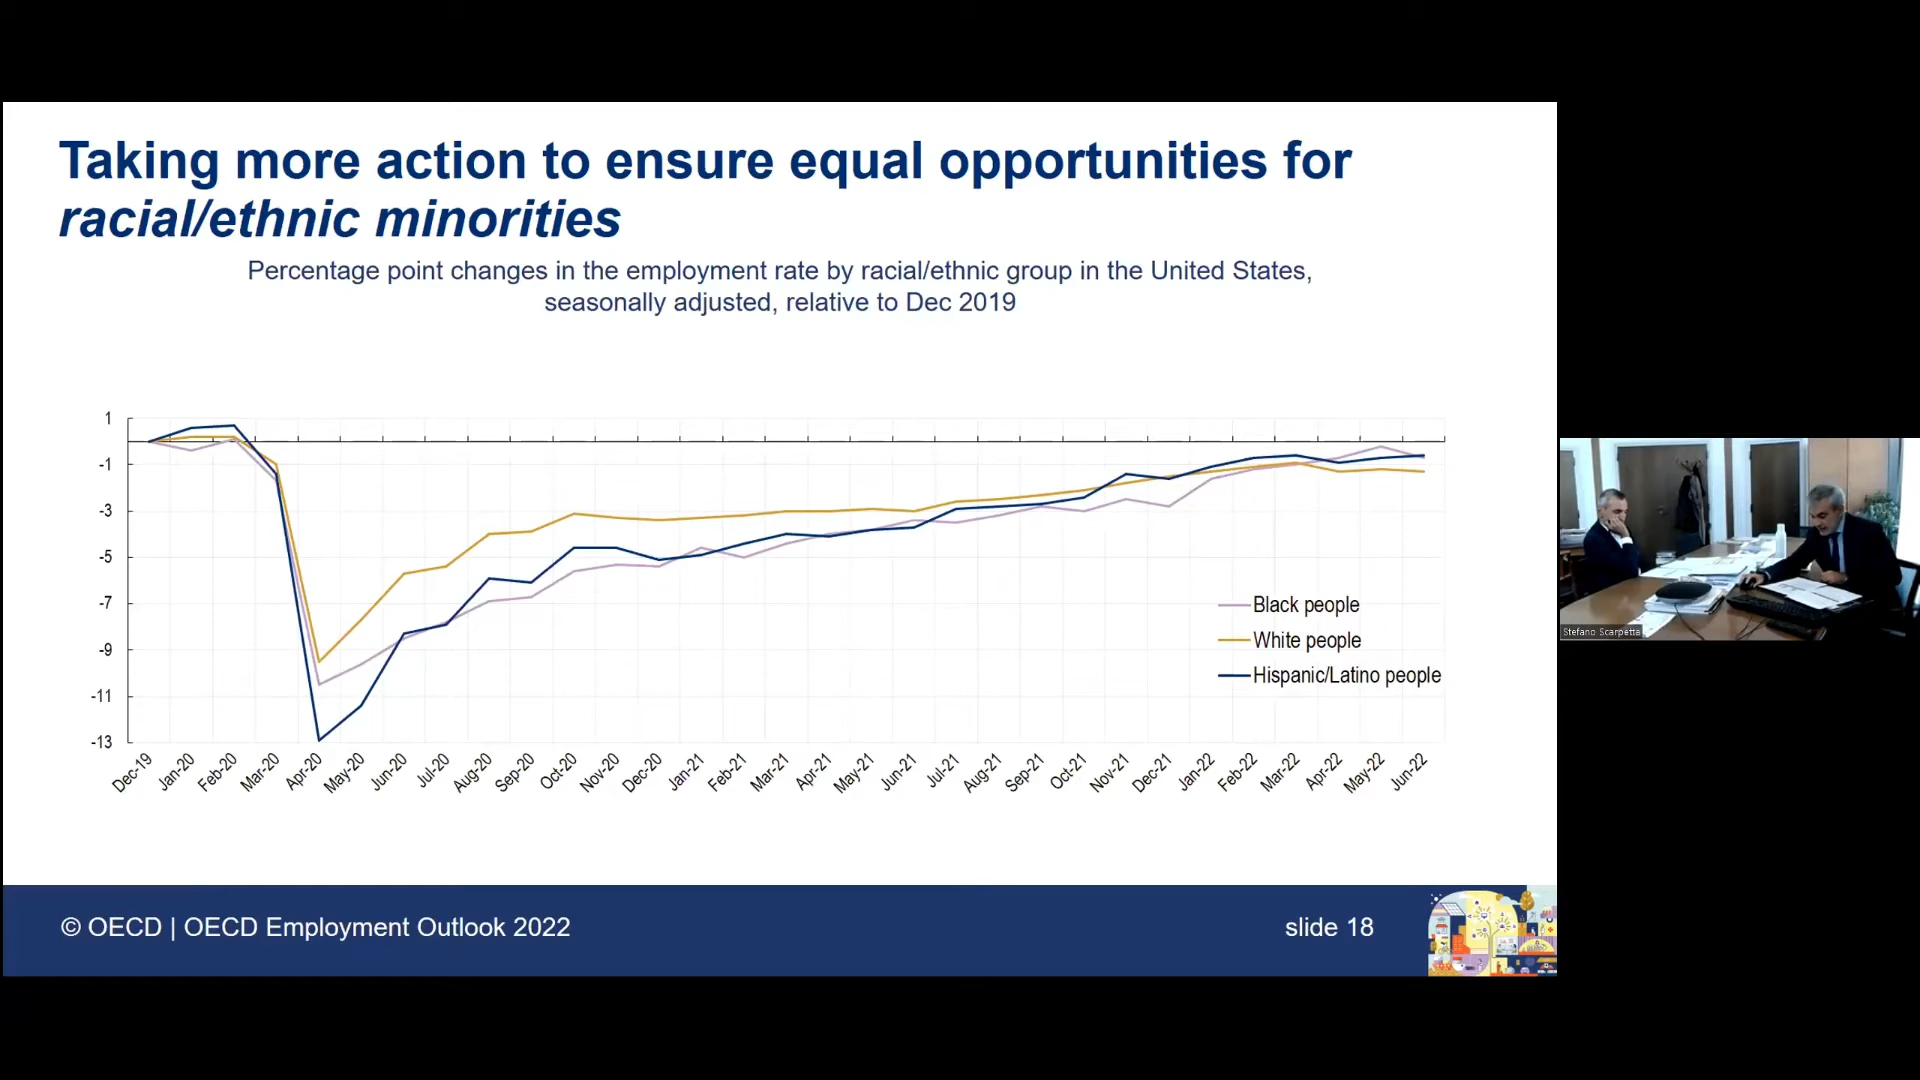 Taking more action to ensure equal opportunities for
racial/ethnic minorities
Percentage point changes in the employment rate by racial/ethnic group in the United States,
seasonally adjusted, relative to Dec 2019
1
-1
-3
-5
-7
-9
-11
-13
Black people
White people
Hispanic/Latino people
Dec-19
Jan-20
Feb-20
Mar-20
Apr-20
May-20
Jun-20
Jul-20
Aug-20
Sep-20
Oct-20
Nov-20
Dec-20
Jan-21
Feb-21
Mar-21
Apr-21
May-21
Jun-21
Jul-21
Aug-21
Sep-21
Oct-21
Nov-21
Dec-21
Jan-22
Feb-22
Mar-22
Apr-22
May-22
Jun-22
© OECD | OECD Employment Outlook 2022
slide 18
Stefano Scarpetta